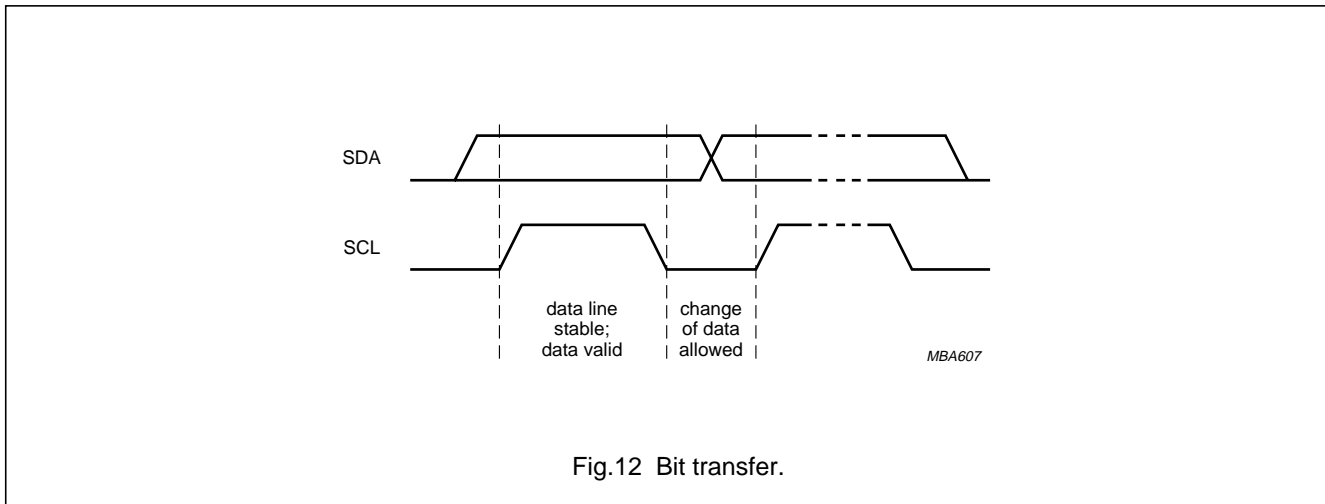 SDA
SCL
data line
stable;
data valid
change
of data
allowed
MBA607
Fig.12 Bit transfer.